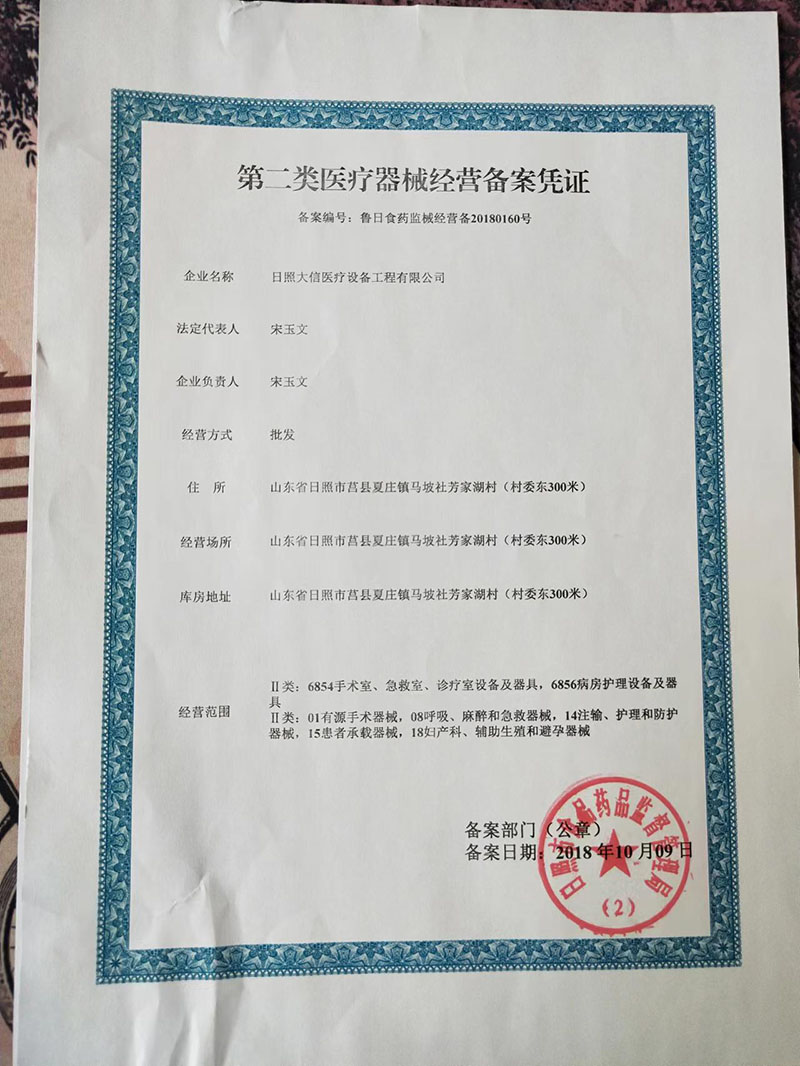 第二类医疗器械经营备案凭证
备案编号：鲁日食药监械经营备20180160号
企业名称 日照大信医疗设备工程有限公司
法定代表人 宋玉文
企业负责人 宋玉文
经营方式 批发
住 所 山东省日照市莒县夏庄镇马坡社芳家湖村（村委东300米）
经营场所 山东省日照市莒县夏庄镇马坡社芳家湖村（村委东300米）
库房地址 山东省日照市莒县夏庄镇马坡社芳家湖村（村委东300米）
经营范围
Ⅱ类：6854手术室、急救室、诊疗室设备及器具，6856病房护理设备及器
具
Ⅱ类：01有源手术器械，08呼吸、麻醉和急救器械，14注输、护理和防护
器械，15患者承载器械，18妇产科、辅助生殖和避孕器械
备案部门（公章）
备案日期：2018 年10 月09 日
日照市食品药品监督管理局
（2）